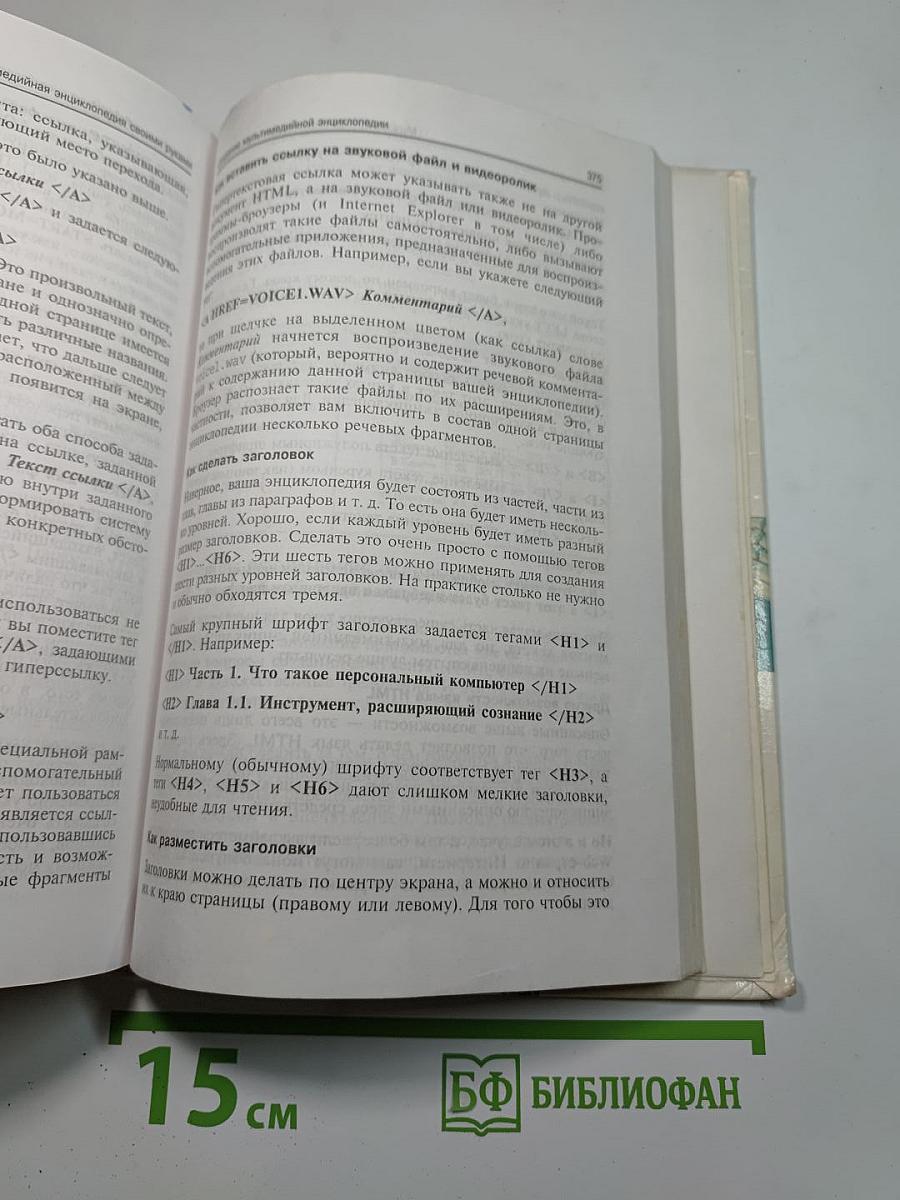 медийная энциклопедия своими руками
та: ссылка, указывающая,
ющий место перехода.
это было указано выше.
ссылки </A>
</A> и задается следую-
A>
Это произвольный текст,
ане и однозначно опре-
дной странице имеется
ть различные названия.
чет, что дальше следует
расположенный между
появится на экране,
ать оба способа зада-
на ссылке, заданной
Текст ссылки </A>.
ю внутри заданного
ормировать систему
конкретных обсто-
использоваться не
вы поместите тег
</A>, задающими
гиперссылку.
>
ециальной рам-
спомогательный
ет пользоваться
является ссыл-
пользовавшись
сть и возмож-
ые фрагменты
мультимедийной энциклопедии
375
вставить ссылку на звуковой файл и видеоролик
гипертекстовая ссылка может указывать также не на другой
документ HTML, а на звуковой файл или видеоролик. Про-
граммы-броузеры (и Internet Explorer в том числе) либо
воспроизводят такие файлы самостоятельно, либо вызывают
вспомогательные приложения, предназначенные для воспроиз-
ведения этих файлов. Например, если вы укажете следующий
<A HREF=VOICE1.WAV> Комментарий </A>,
то при щелчке на выделенном цветом (как ссылка) слове
Комментарий начнется воспроизведение звукового файла
voice1.wav (который, вероятно и содержит речевой коммента-
рий к содержанию данной страницы вашей энциклопедии).
Броузер распознает такие файлы по их расширениям. Это, в
частности, позволяет вам включить в состав одной страницы
энциклопедии несколько речевых фрагментов.
Как сделать заголовок
Наверное, ваша энциклопедия будет состоять из частей, части из
глав, главы из параграфов и т. д. То есть она будет иметь несколь-
ко уровней. Хорошо, если каждый уровень будет иметь разный
размер заголовков. Сделать это очень просто с помощью тегов
<H1>...<H6>. Эти шесть тегов можно применять для создания
шести разных уровней заголовков. На практике столько не нужно
и обычно обходятся тремя.
Самый крупный шрифт заголовка задается тегами <H1> и
</H1>. Например:
<H1> Часть 1. Что такое персональный компьютер </H1>
<H2> Глава 1.1. Инструмент, расширяющий сознание </H2>
и т. д.
Нормальному (обычному) шрифту соответствует тег <H3>, а
теги <H4>, <H5> и <H6> дают слишком мелкие заголовки,
неудобные для чтения.
Как разместить заголовки
Заголовки можно делать по центру экрана, а можно и относить
их к краю страницы (правому или левому). Для того чтобы это
15 см
БФ БИБЛИОФАН